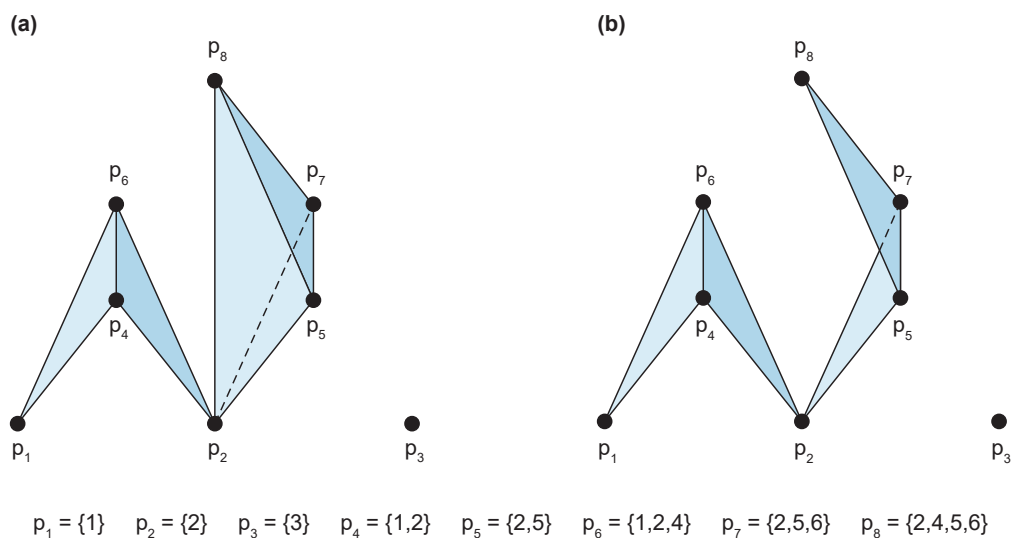 (a)
(b)
p₈
p₈
p₆
p₇
p₆
p₇
p₄
p₅
p₄
p₅
p₁
p₂
p₃
p₁
p₂
p₃
p₁ = {1} p₂ = {2} p₃ = {3} p₄ = {1,2} p₅ = {2,5} p₆ = {1,2,4} p₇ = {2,5,6} p₈ = {2,4,5,6}